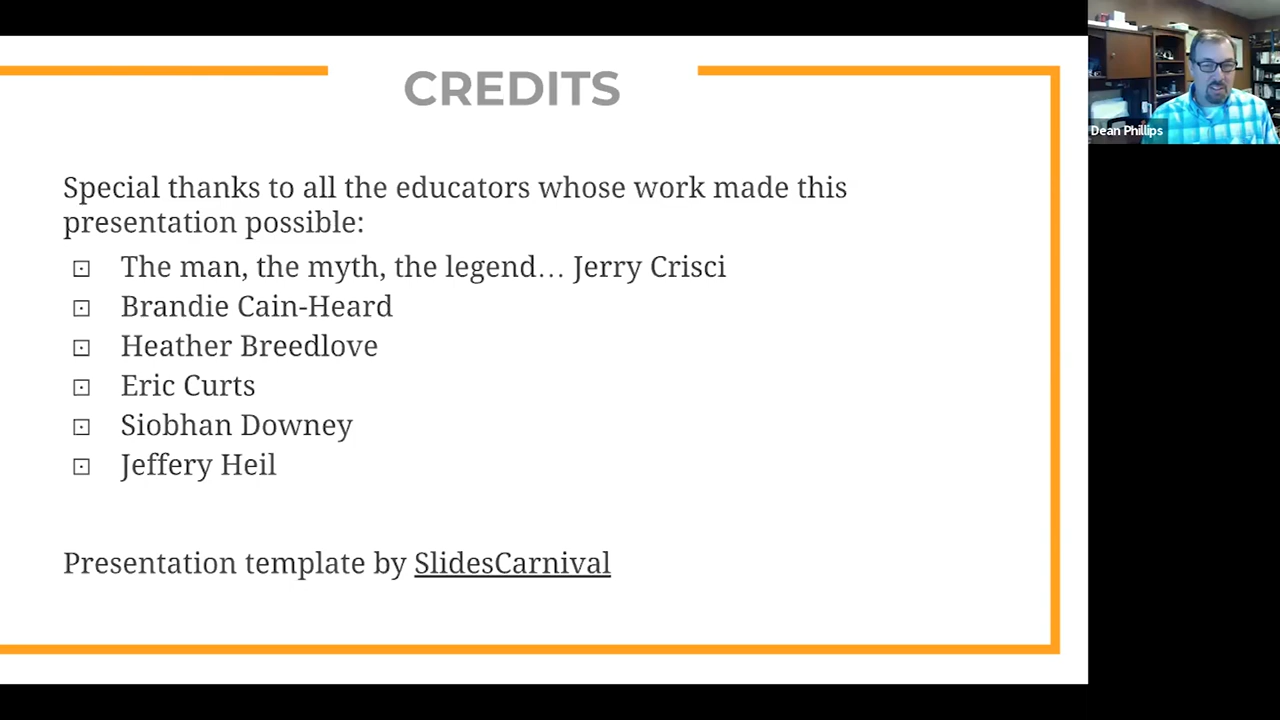 CREDITS
Dean Phillips
Special thanks to all the educators whose work made this
presentation possible:
The man, the myth, the legend… Jerry Crisci
Brandie Cain-Heard
Heather Breedlove
Eric Curts
Siobhan Downey
Jeffery Heil
Presentation template by SlidesCarnival